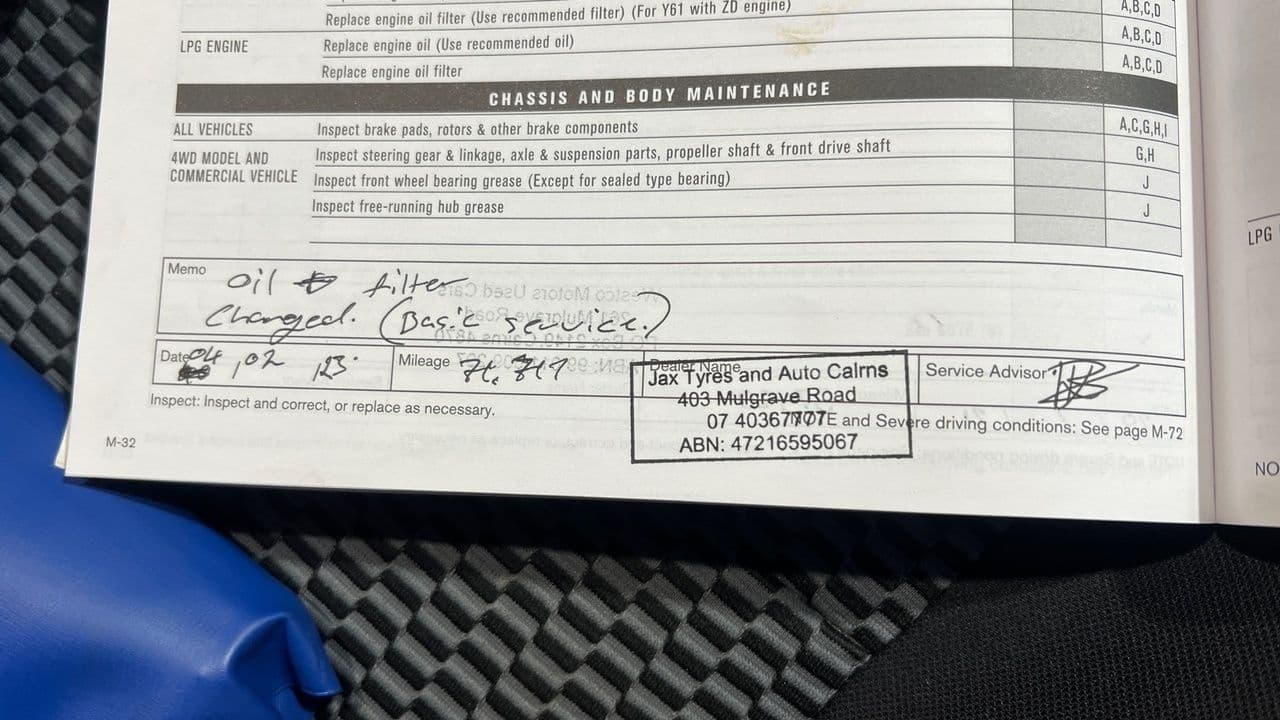 Replace engine oil filter (Use recommended filter) (For Y61 with ZD engine) A,B,C,D
LPG ENGINE Replace engine oil (Use recommended oil) A,B,C,D
Replace engine oil filter A,B,C,D
CHASSIS AND BODY MAINTENANCE
ALL VEHICLES Inspect brake pads, rotors & other brake components A,C,G,H,I
4WD MODEL AND COMMERCIAL VEHICLE Inspect steering gear & linkage, axle & suspension parts, propeller shaft & front drive shaft G,H
Inspect front wheel bearing grease (Except for sealed type bearing) J
Inspect free-running hub grease J
Memo Oil & filter
Changed. (Basic service.)
Date 04, 02, 23. Mileage Dealer Name Service Advisor
Jax Tyres and Auto Cairns
403 Mulgrave Road
07 40367777
ABN: 47216595067
Inspect: Inspect and correct, or replace as necessary. E and Severe driving conditions: See page M-72
M-32
LPG
NO